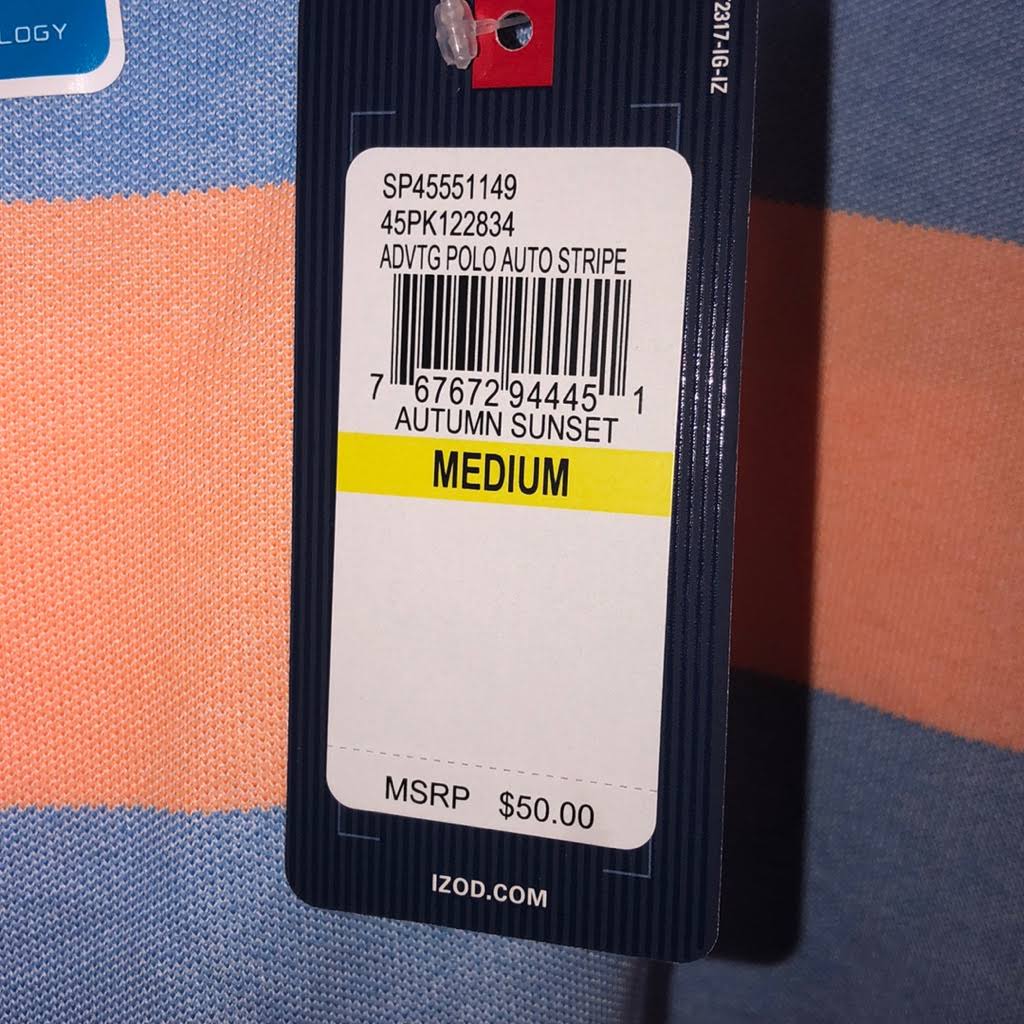 LOGY
2317-IG-IZ
SP45551149
45PK122834
ADVTG POLO AUTO STRIPE
7 67672 94445 1
AUTUMN SUNSET
MEDIUM
MSRP $50.00
IZOD.COM